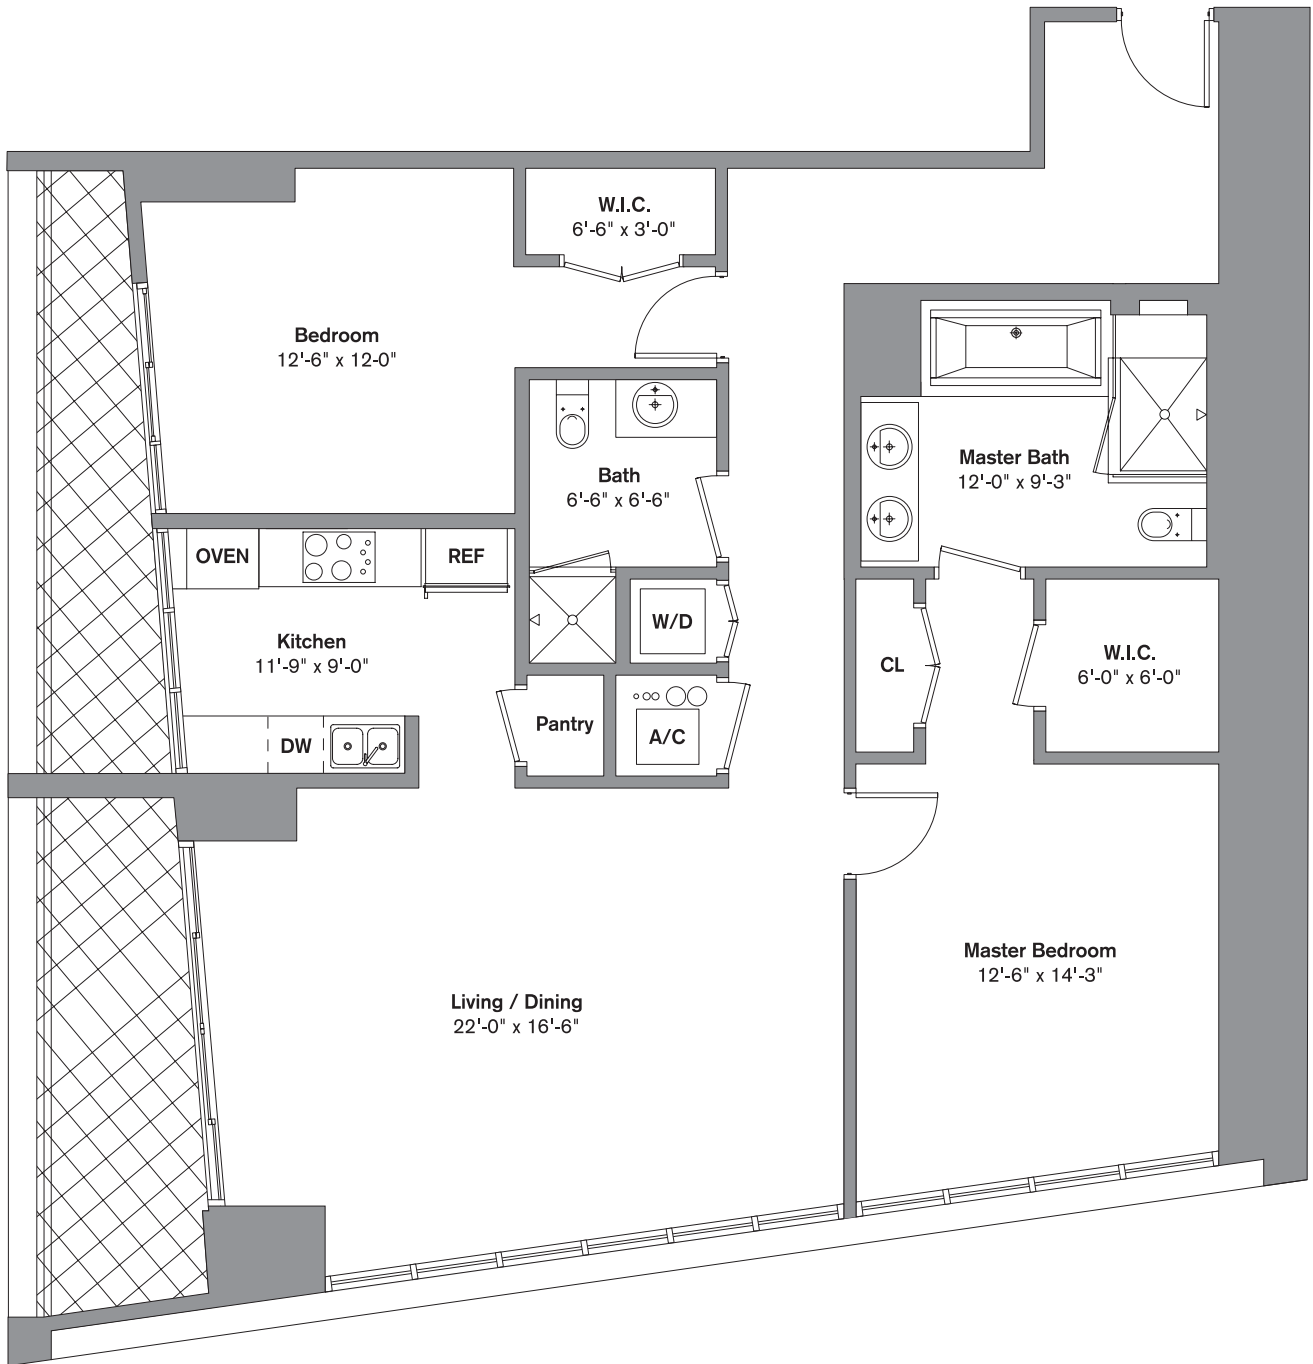 W.I.C.
6'-6" x 3'-0"
Bedroom
12'-6" x 12-0"
Master Bath
12'-0" x 9'-3"
Bath
6'-6" x 6'-6"
OVEN
REF
W/D
Kitchen
11'-9" x 9'-0"
CL
W.I.C.
6'-0" x 6'-0"
Pantry
A/C
DW
Master Bedroom
12'-6" x 14'-3"
Living / Dining
22'-0" x 16'-6"